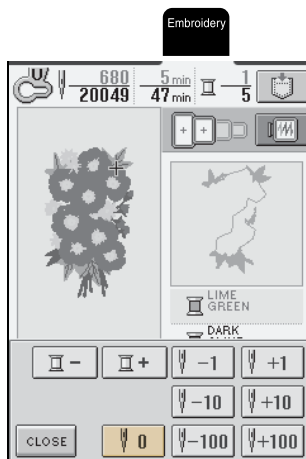 Embroidery
U
680 5 min 1
20049 47 min 5
LIME
GREEN
DARK
- + -1 +1
-10 +10
CLOSE 0 -100 +100